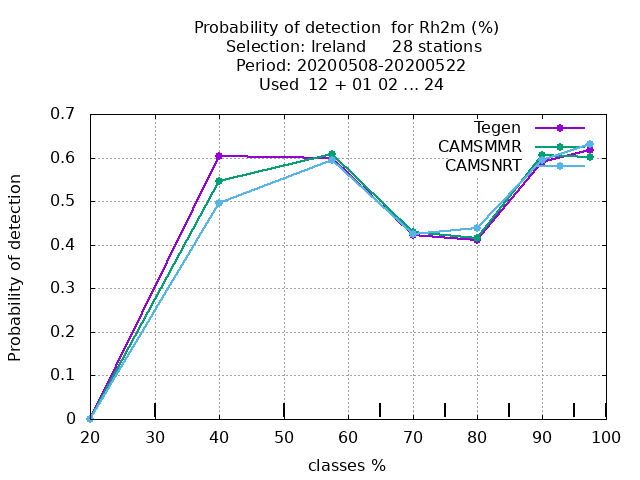 Probability of detection  for Rh2m (%)
Selection: Ireland     28 stations
Period: 20200508-20200522
Used  12 + 01 02 ... 24
Tegen
CAMSMMR
CAMSNRT
Probability of detection
0.7
0.6
0.5
0.4
0.3
0.2
0.1
0
20 30 40 50 60 70 80 90 100
classes %